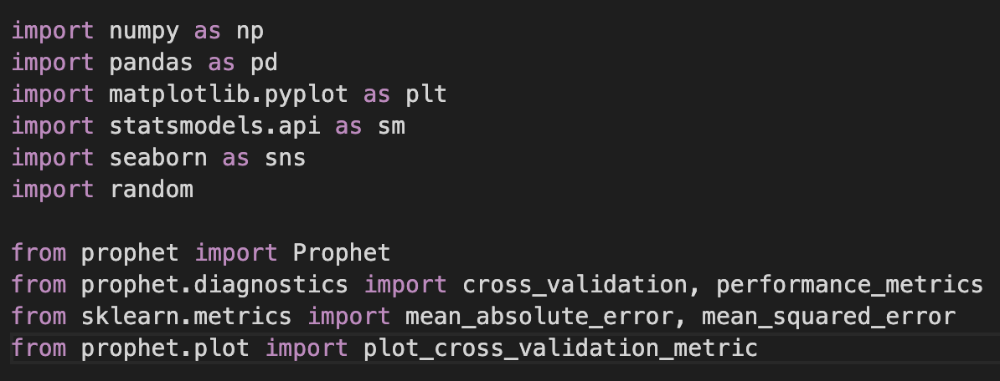 import numpy as np
import pandas as pd
import matplotlib.pyplot as plt
import statsmodels.api as sm
import seaborn as sns
import random
from prophet import Prophet
from prophet.diagnostics import cross_validation, performance_metrics
from sklearn.metrics import mean_absolute_error, mean_squared_error
from prophet.plot import plot_cross_validation_metric